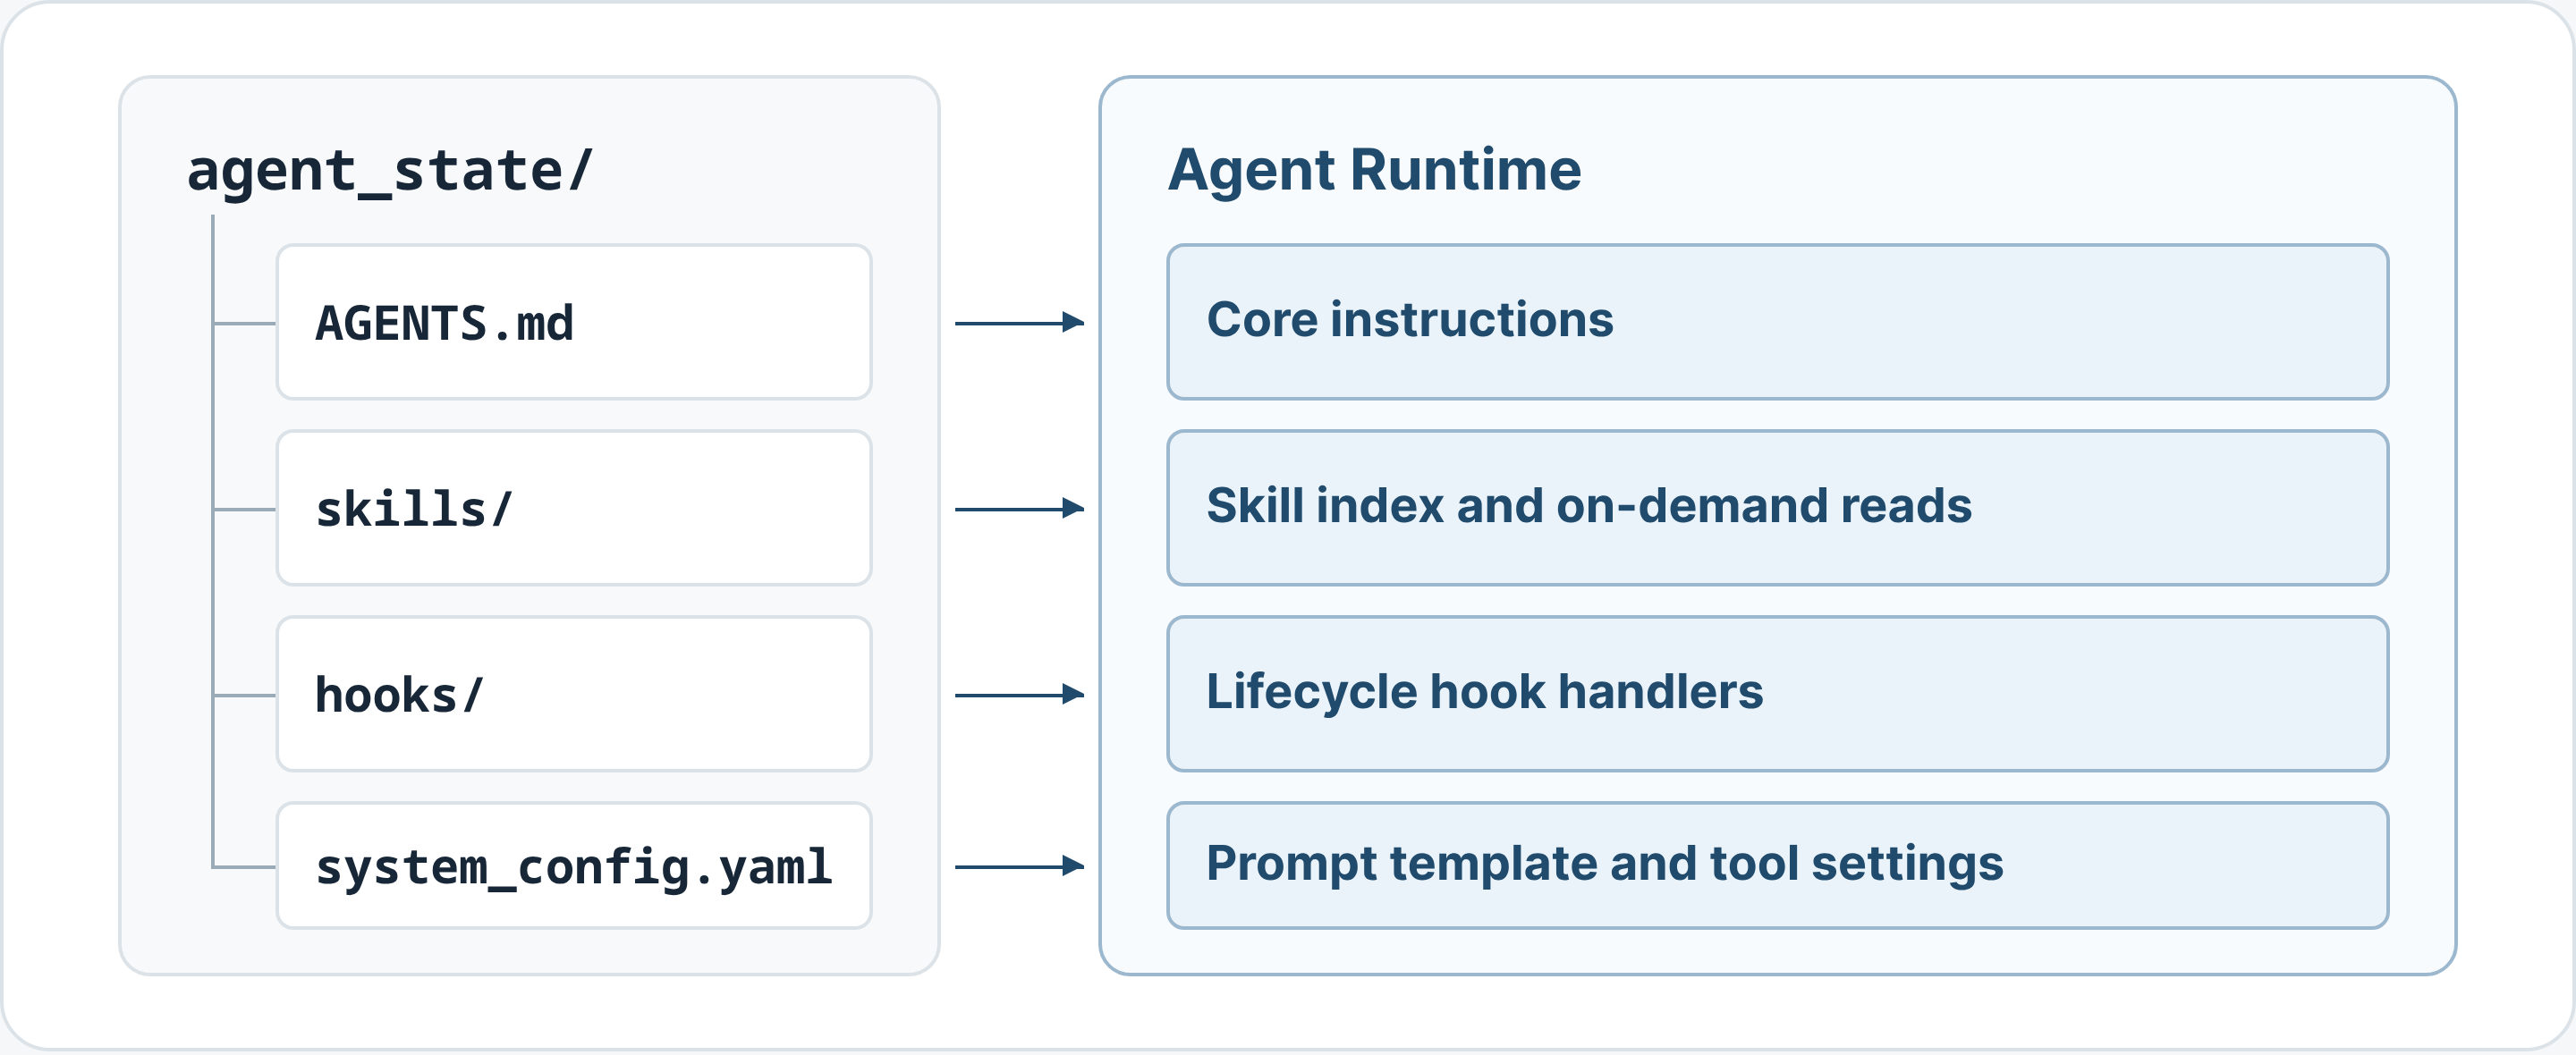 agent_state/
AGENTS.md
skills/
hooks/
system_config.yaml
Agent Runtime
Core instructions
Skill index and on-demand reads
Lifecycle hook handlers
Prompt template and tool settings